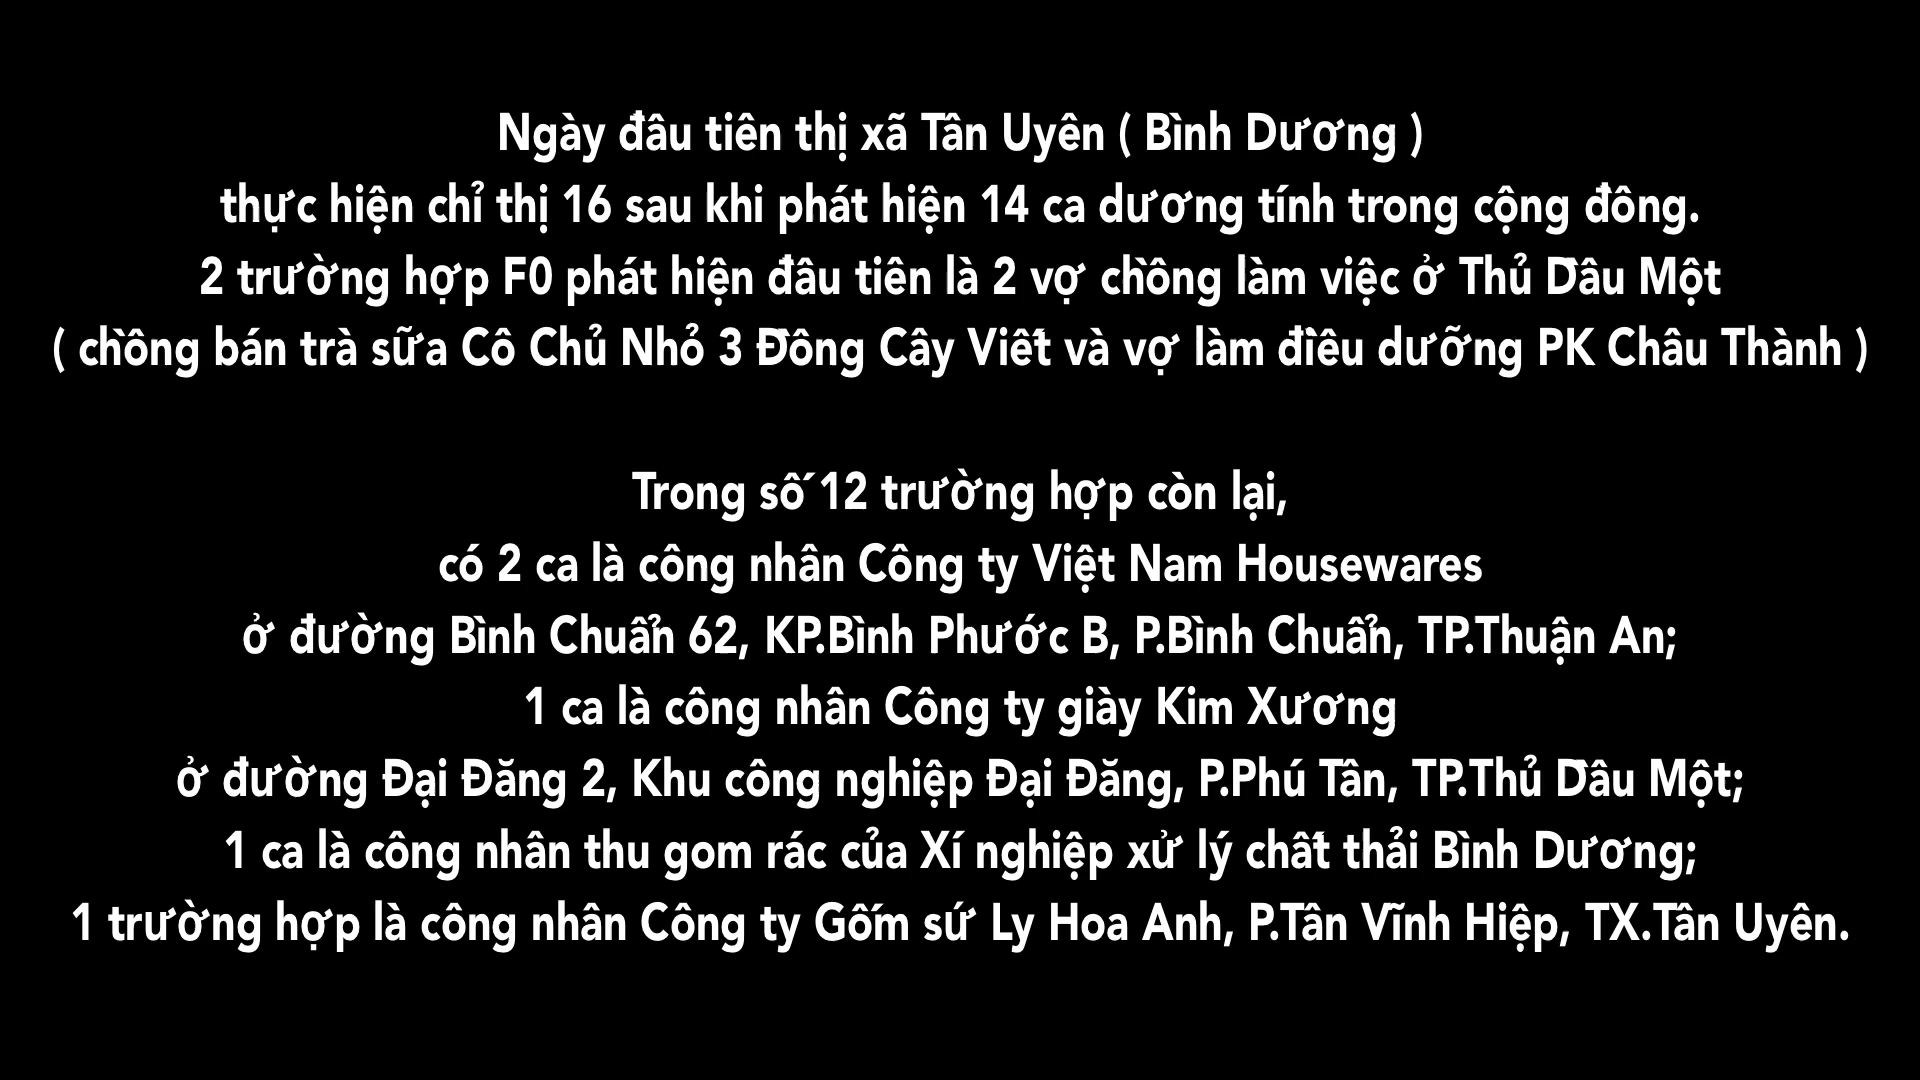 Ngày đầu tiên thị xã Tân Uyên ( Bình Dương )
thực hiện chỉ thị 16 sau khi phát hiện 14 ca dương tính trong cộng đồng.
2 trường hợp F0 phát hiện đầu tiên là 2 vợ chồng làm việc ở Thủ Dầu Một
( chồng bán trà sữa Cô Chủ Nhỏ 3 Đồng Cây Viết và vợ làm điều dưỡng PK Châu Thành )
Trong số 12 trường hợp còn lại,
có 2 ca là công nhân Công ty Việt Nam Housewares
ở đường Bình Chuẩn 62, KP.Bình Phước B, P.Bình Chuẩn, TP.Thuận An;
1 ca là công nhân Công ty giày Kim Xương
ở đường Đại Đăng 2, Khu công nghiệp Đại Đăng, P.Phú Tân, TP.Thủ Dầu Một;
1 ca là công nhân thu gom rác của Xí nghiệp xử lý chất thải Bình Dương;
1 trường hợp là công nhân Công ty Gốm sứ Ly Hoa Anh, P.Tân Vĩnh Hiệp, TX.Tân Uyên.